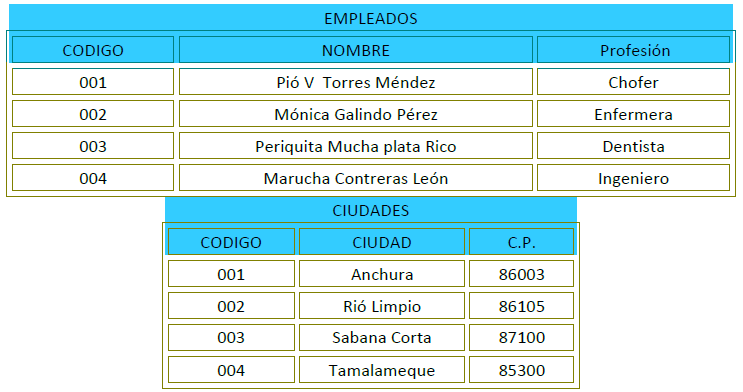 EMPLEADOS
CODIGO NOMBRE Profesión
001 Pió V Torres Méndez Chofer
002 Mónica Galindo Pérez Enfermera
003 Periquita Mucha plata Rico Dentista
004 Marucha Contreras León Ingeniero
CIUDADES
CODIGO CIUDAD C.P.
001 Anchura 86003
002 Rió Limpio 86105
003 Sabana Corta 87100
004 Tamalameque 85300